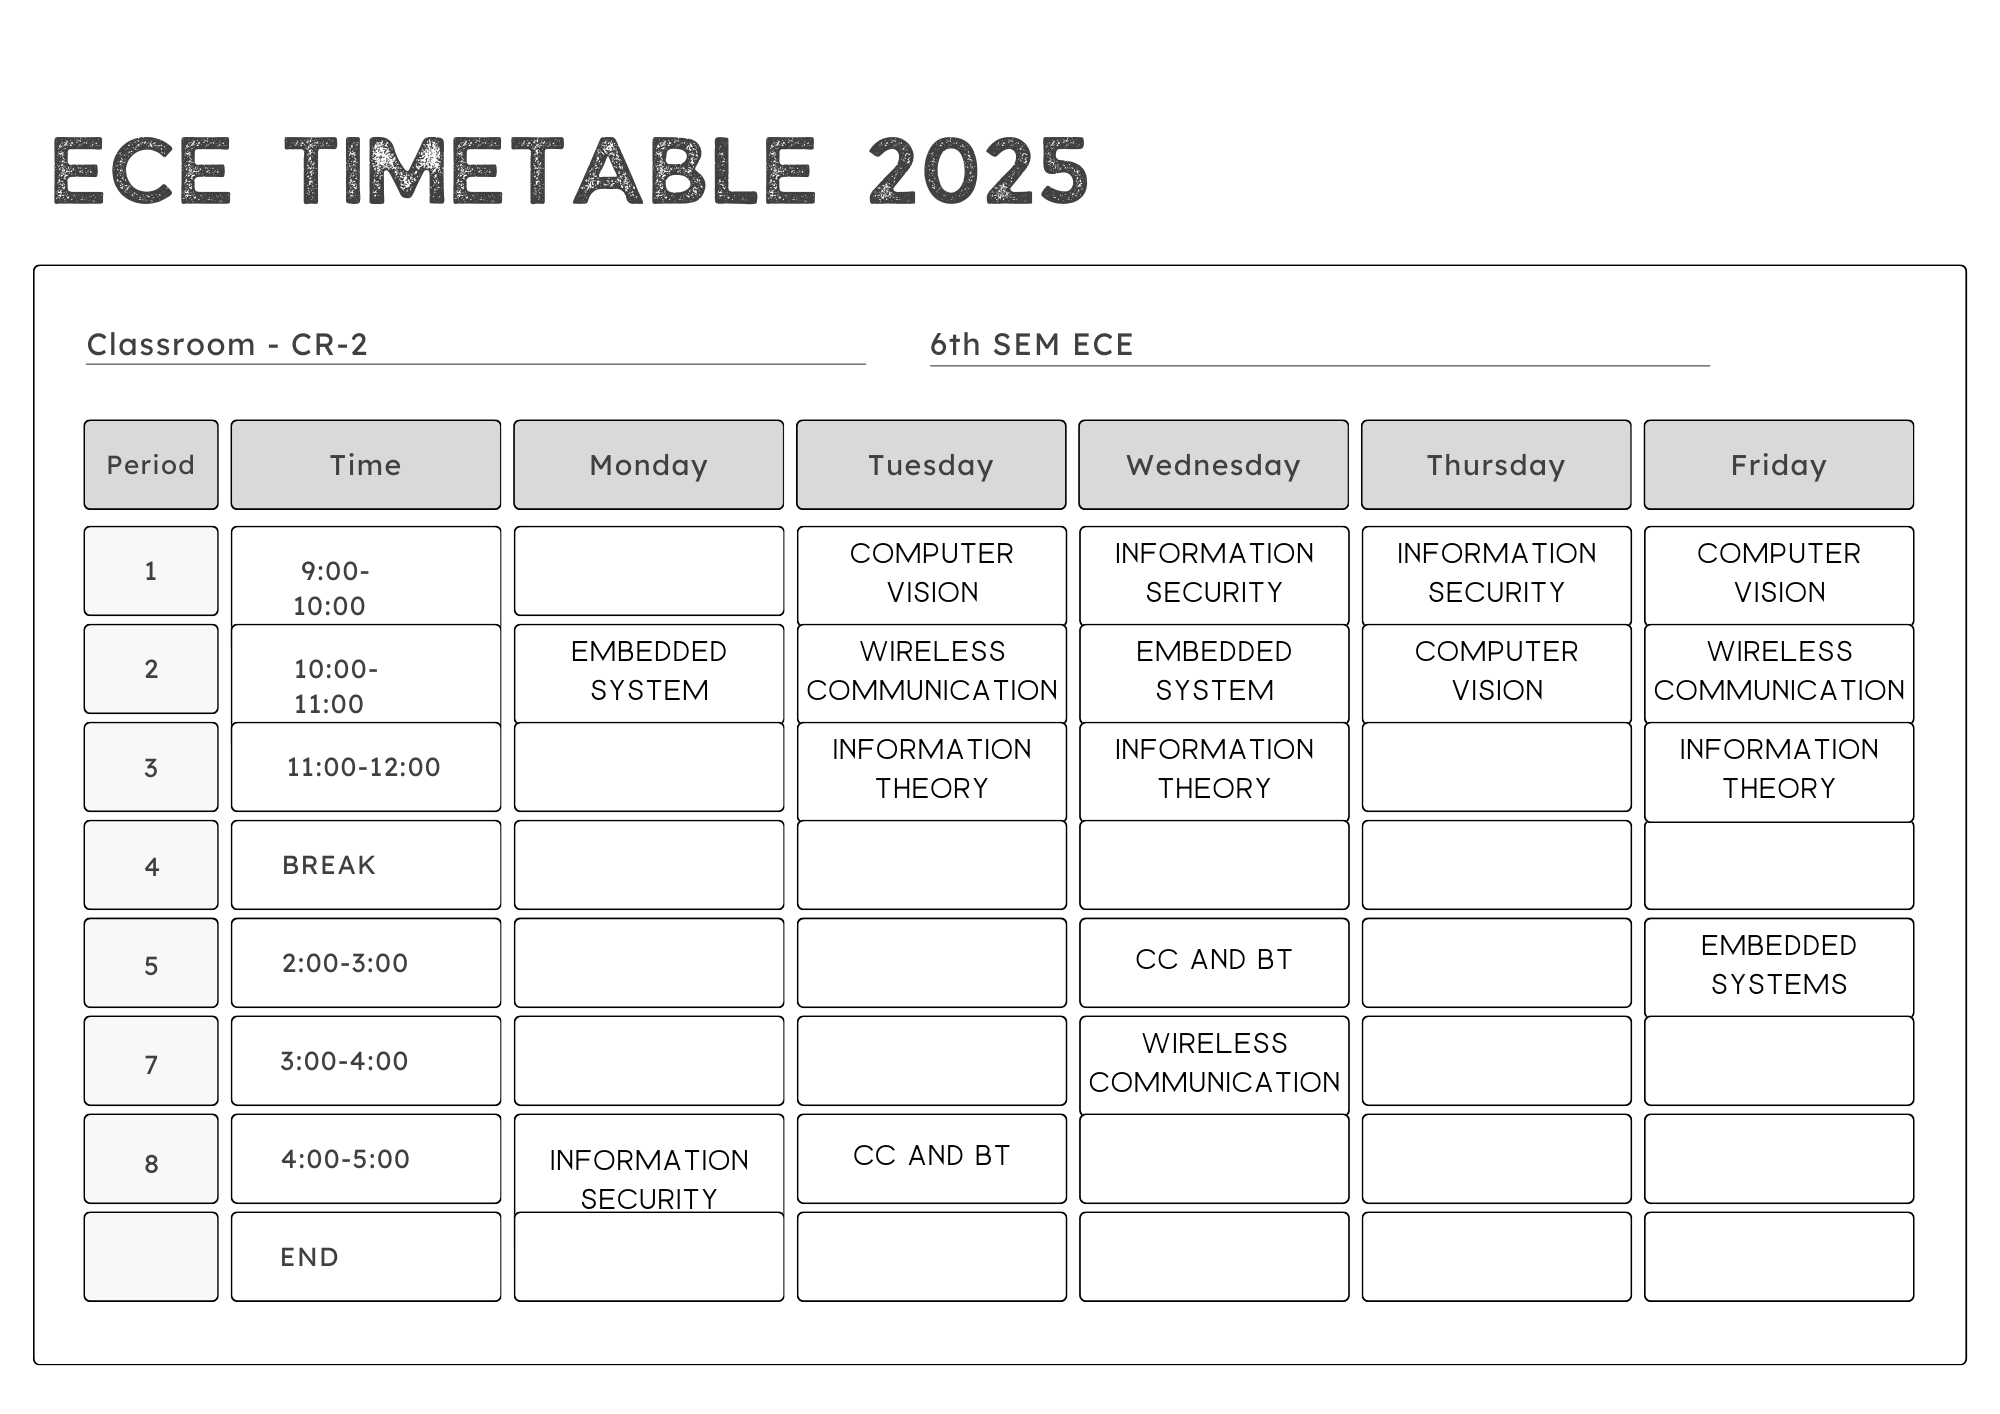 ECE TIMETABLE 2025
Classroom - CR-2
6th SEM ECE
Period Time Monday Tuesday Wednesday Thursday Friday
1
9:00-
10:00
COMPUTER
VISION
INFORMATION
SECURITY
INFORMATION
SECURITY
COMPUTER
VISION
2
10:00-
11:00
EMBEDDED
SYSTEM
WIRELESS
COMMUNICATION
EMBEDDED
SYSTEM
COMPUTER
VISION
WIRELESS
COMMUNICATION
3
11:00-12:00
INFORMATION
THEORY
INFORMATION
THEORY
INFORMATION
THEORY
4
BREAK
5
2:00-3:00
CC AND BT
EMBEDDED
SYSTEMS
7
3:00-4:00
WIRELESS
COMMUNICATION
8
4:00-5:00
INFORMATION
SECURITY
CC AND BT
END